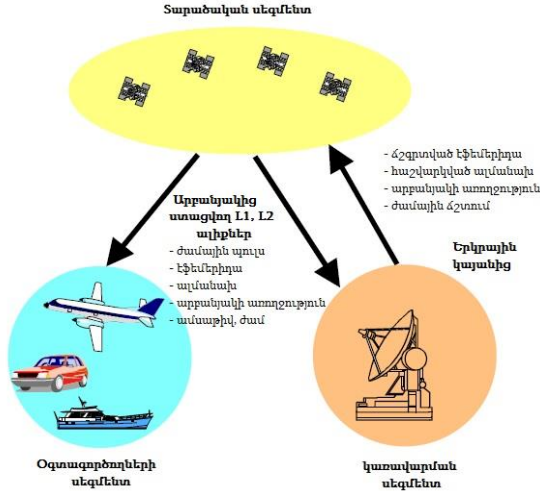 Տարածական սեգմենտ
- ճշգրտված էֆեմերիդա
- հաշվարկված ալմանախ
- արբանյակի առողջություն
- ժամային ճշտում
Արբանյակից
ստացվող L1, L2
ալիքներ
- ժամային պուլս
- էֆեմերիդա
- ալմանախ
- արբանյակի առողջություն
- ամսաթիվ, ժամ
Երկրային
կայանից
Օգտագործողների
սեգմենտ
կառավարման
սեգմենտ